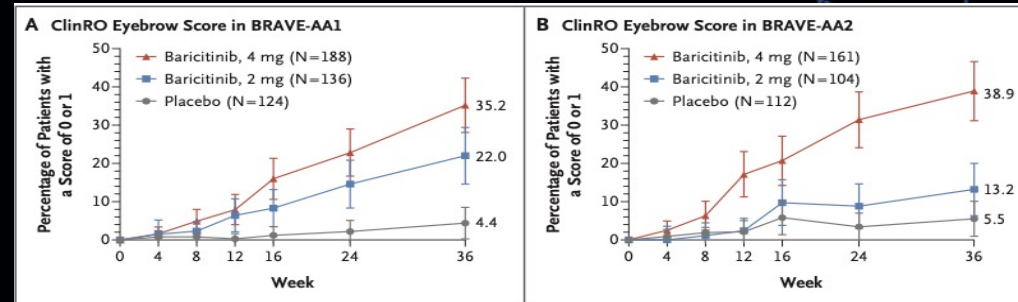 A ClinRO Eyebrow Score in BRAVE-AA1
Percentage of Patients with
a Score of 0 or 1
50
40
30
20
10
0
Baricitinib, 4 mg (N=188)
Baricitinib, 2 mg (N=136)
Placebo (N=124)
35.2
22.0
4.4
0 4 8 12 16 24 36
Week
B ClinRO Eyebrow Score in BRAVE-AA2
Percentage of Patients with
a Score of 0 or 1
50
40
30
20
10
0
Baricitinib, 4 mg (N=161)
Baricitinib, 2 mg (N=104)
Placebo (N=112)
38.9
13.2
5.5
0 4 8 12 16 24 36
Week